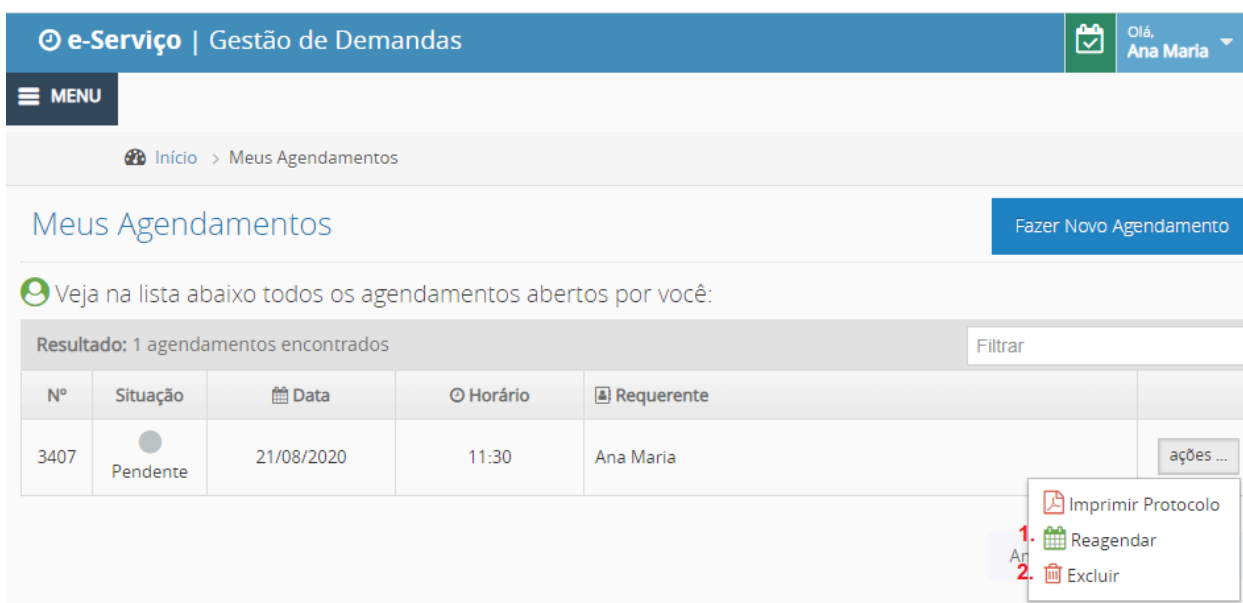 e-Serviço | Gestão de Demandas
Olá,
Ana Maria
MENU
Início > Meus Agendamentos
Meus Agendamentos
Fazer Novo Agendamento
Veja na lista abaixo todos os agendamentos abertos por você:
Resultado: 1 agendamentos encontrados
Filtrar
Nº Situação Data Horário Requerente
3407 Pendente 21/08/2020 11:30 Ana Maria ações ...
Imprimir Protocolo
1. Reagendar
2. Excluir